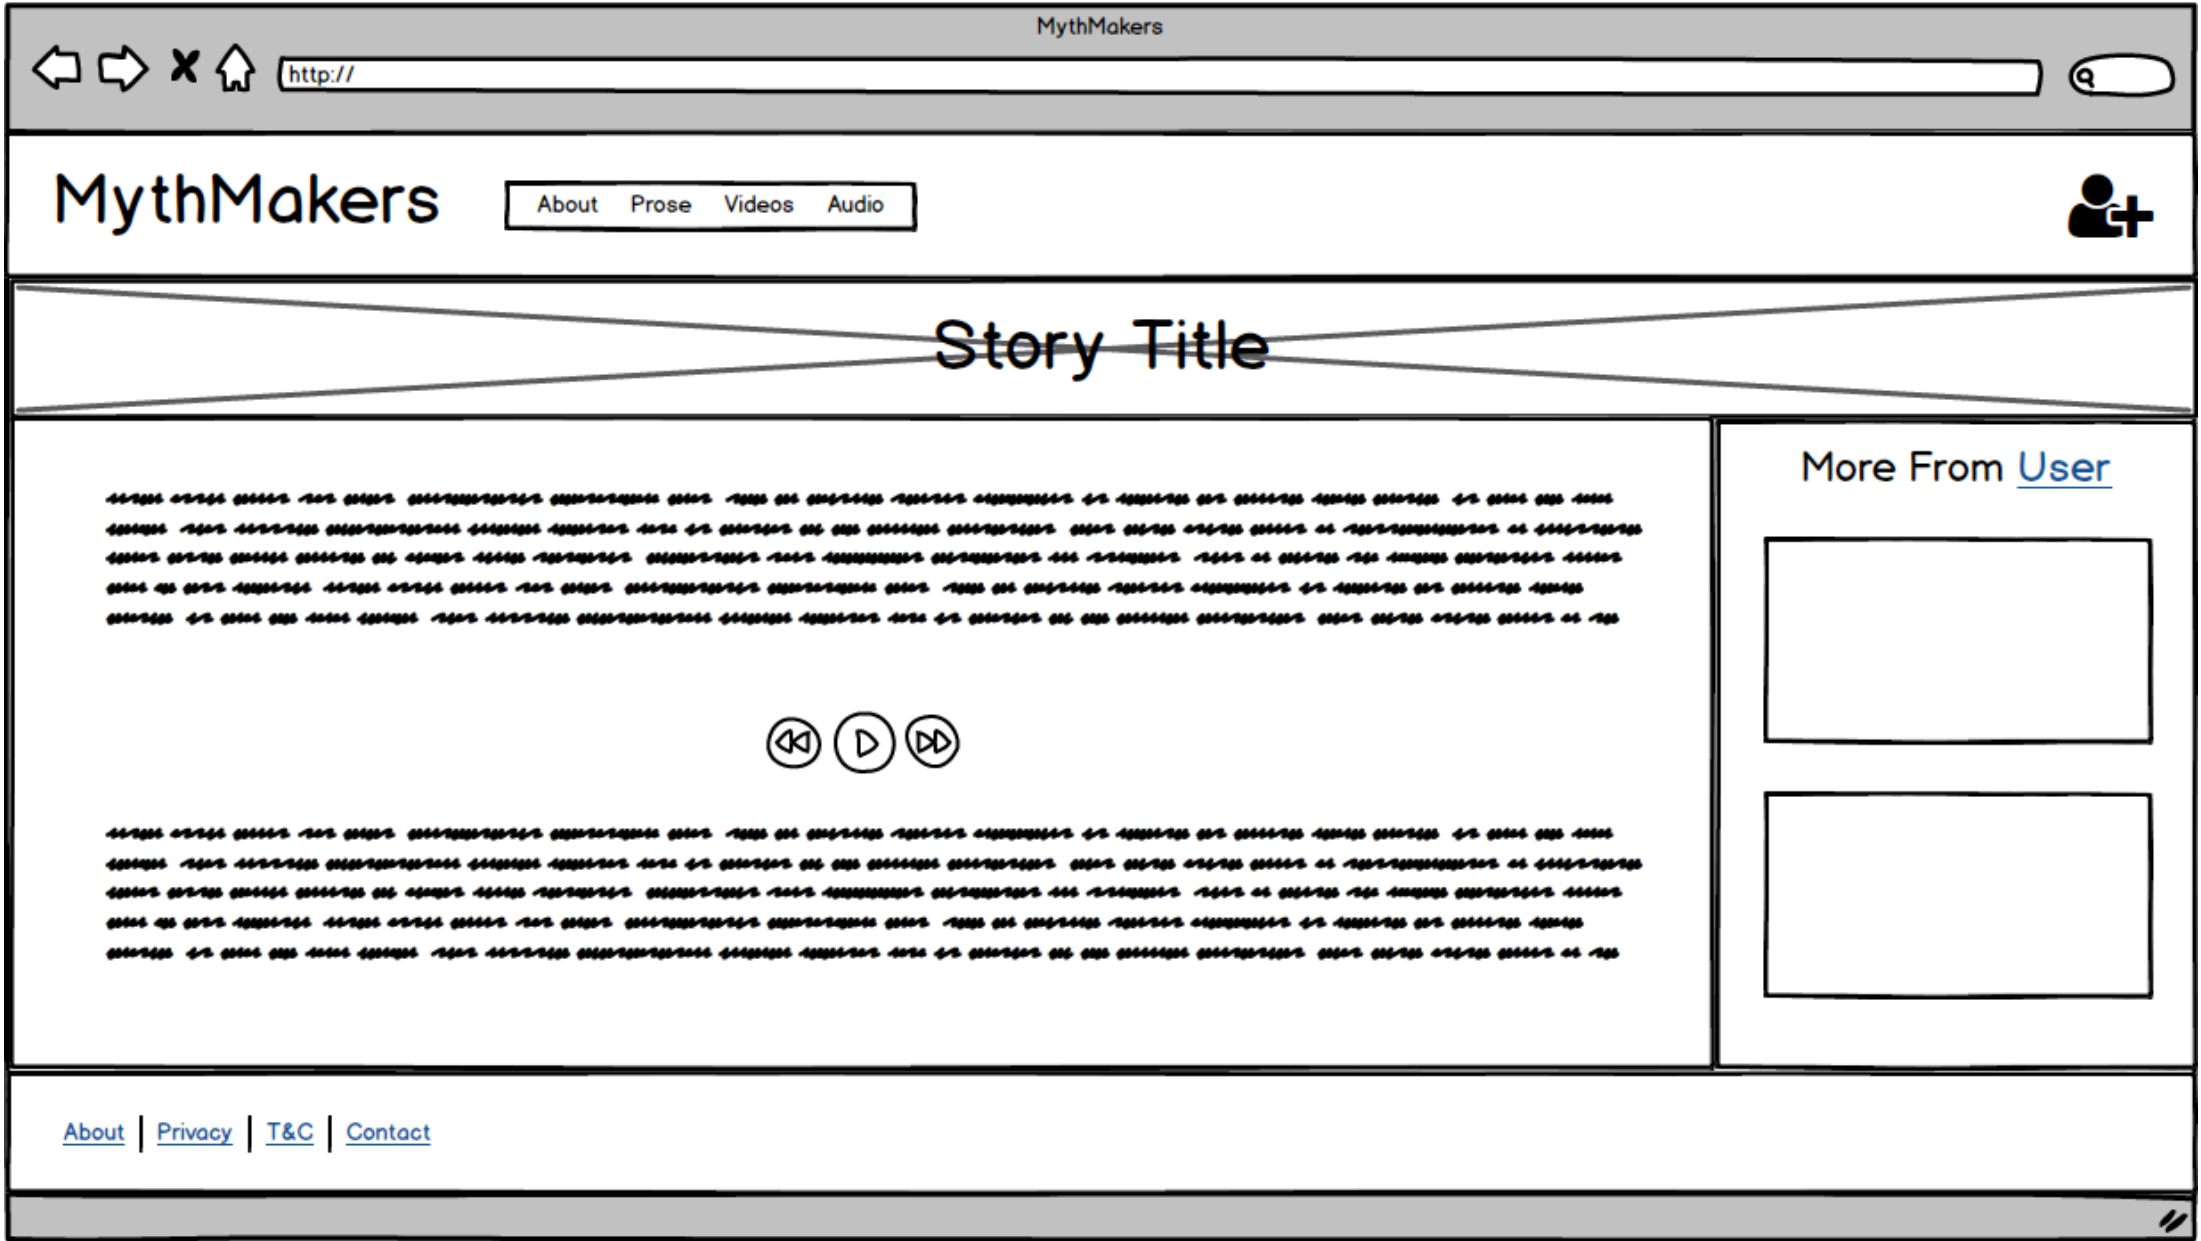 MythMakers
http://
MythMakers
About Prose Videos Audio
Story Title
More From User
About | Privacy | T&C | Contact